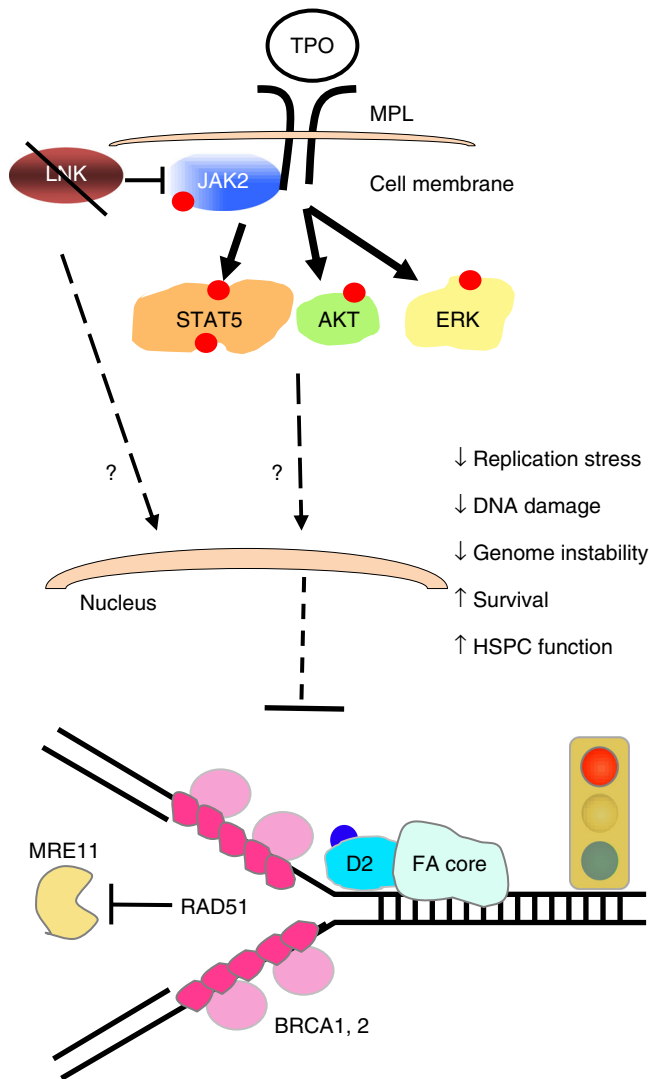 TPO
MPL
LNK
JAK2
Cell membrane
STAT5
AKT
ERK
?
?
↓ Replication stress
↓ DNA damage
↓ Genome instability
↑ Survival
↑ HSPC function
Nucleus
MRE11
RAD51
D2
FA core
BRCA1, 2